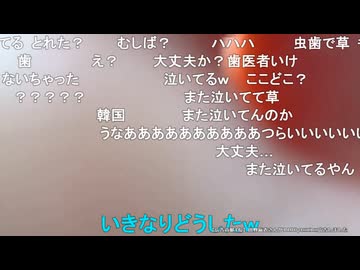 てる とれた? むしば? ハハハ 虫歯で草
歯 え? 大丈夫か?歯医者いけ
ないちゃった 泣いてるw ここどこ?
????? また泣いてて草
韓国 また泣いてんのか
うなあああああああああああつらいいいいい
大丈夫…
また泣いてるやん
いきなりどうしたw